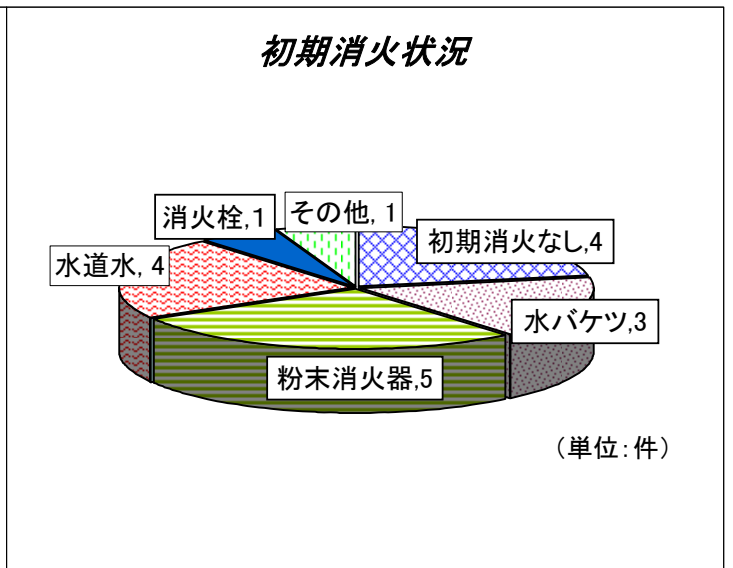 初期消火状況
消火栓,1
その他, 1
初期消火なし,4
水道水, 4
水バケツ,3
粉末消火器,5
（単位:件）